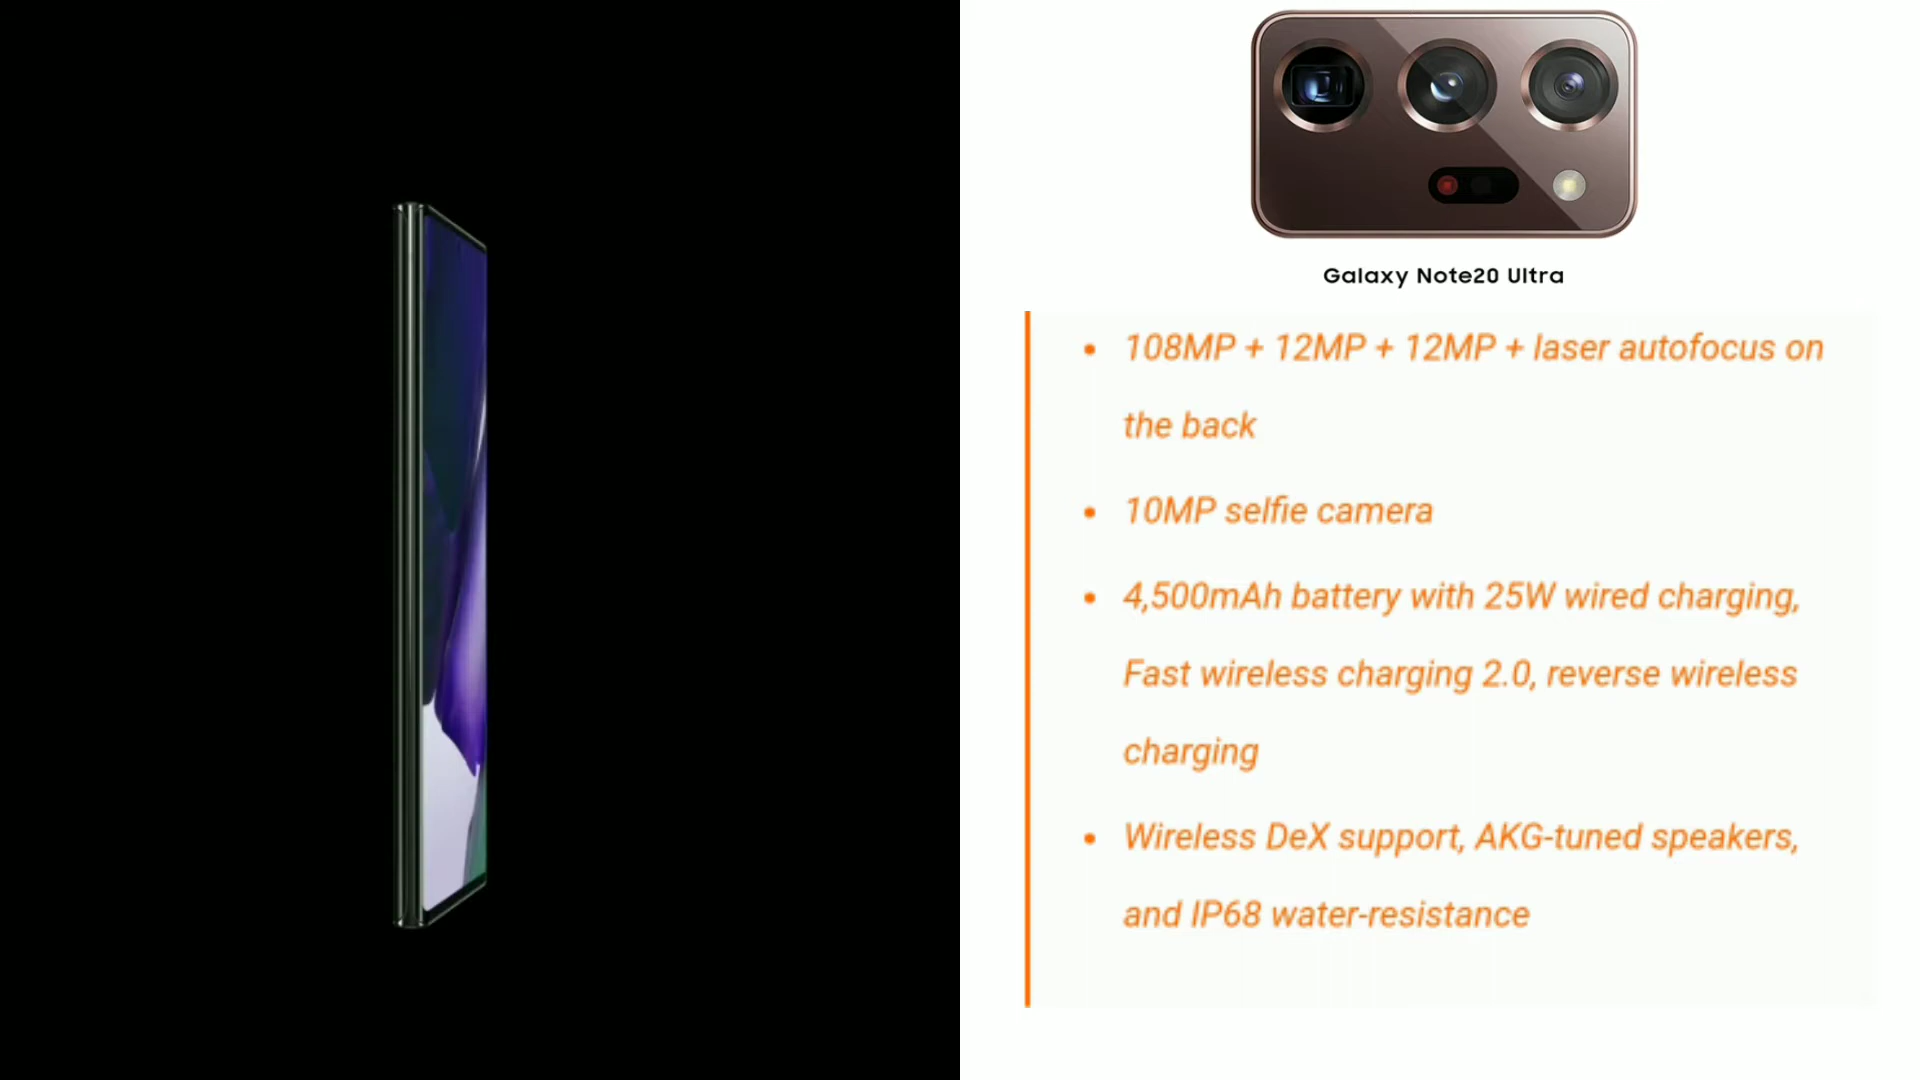 Galaxy Note20 Ultra
• 108MP + 12MP + 12MP + laser autofocus on
the back
• 10MP selfie camera
• 4,500mAh battery with 25W wired charging,
Fast wireless charging 2.0, reverse wireless
charging
• Wireless DeX support, AKG-tuned speakers,
and IP68 water-resistance